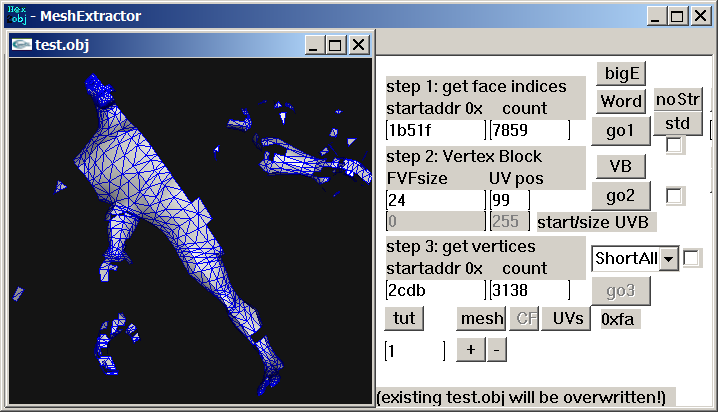 Hex obj - MeshExtractor
test.obj
step 1: get face indices
startaddr 0x count
1b51f 7859
bigE
Word noStr
go1 std
step 2: Vertex Block
FVFsize UV pos
24 99
0 255 start/size UVB
VB
go2
step 3: get vertices
startaddr 0x count
2cdb 3138
ShortAll
go3
tut mesh CF UVs 0xfa
1 + -
(existing test.obj will be overwritten!)